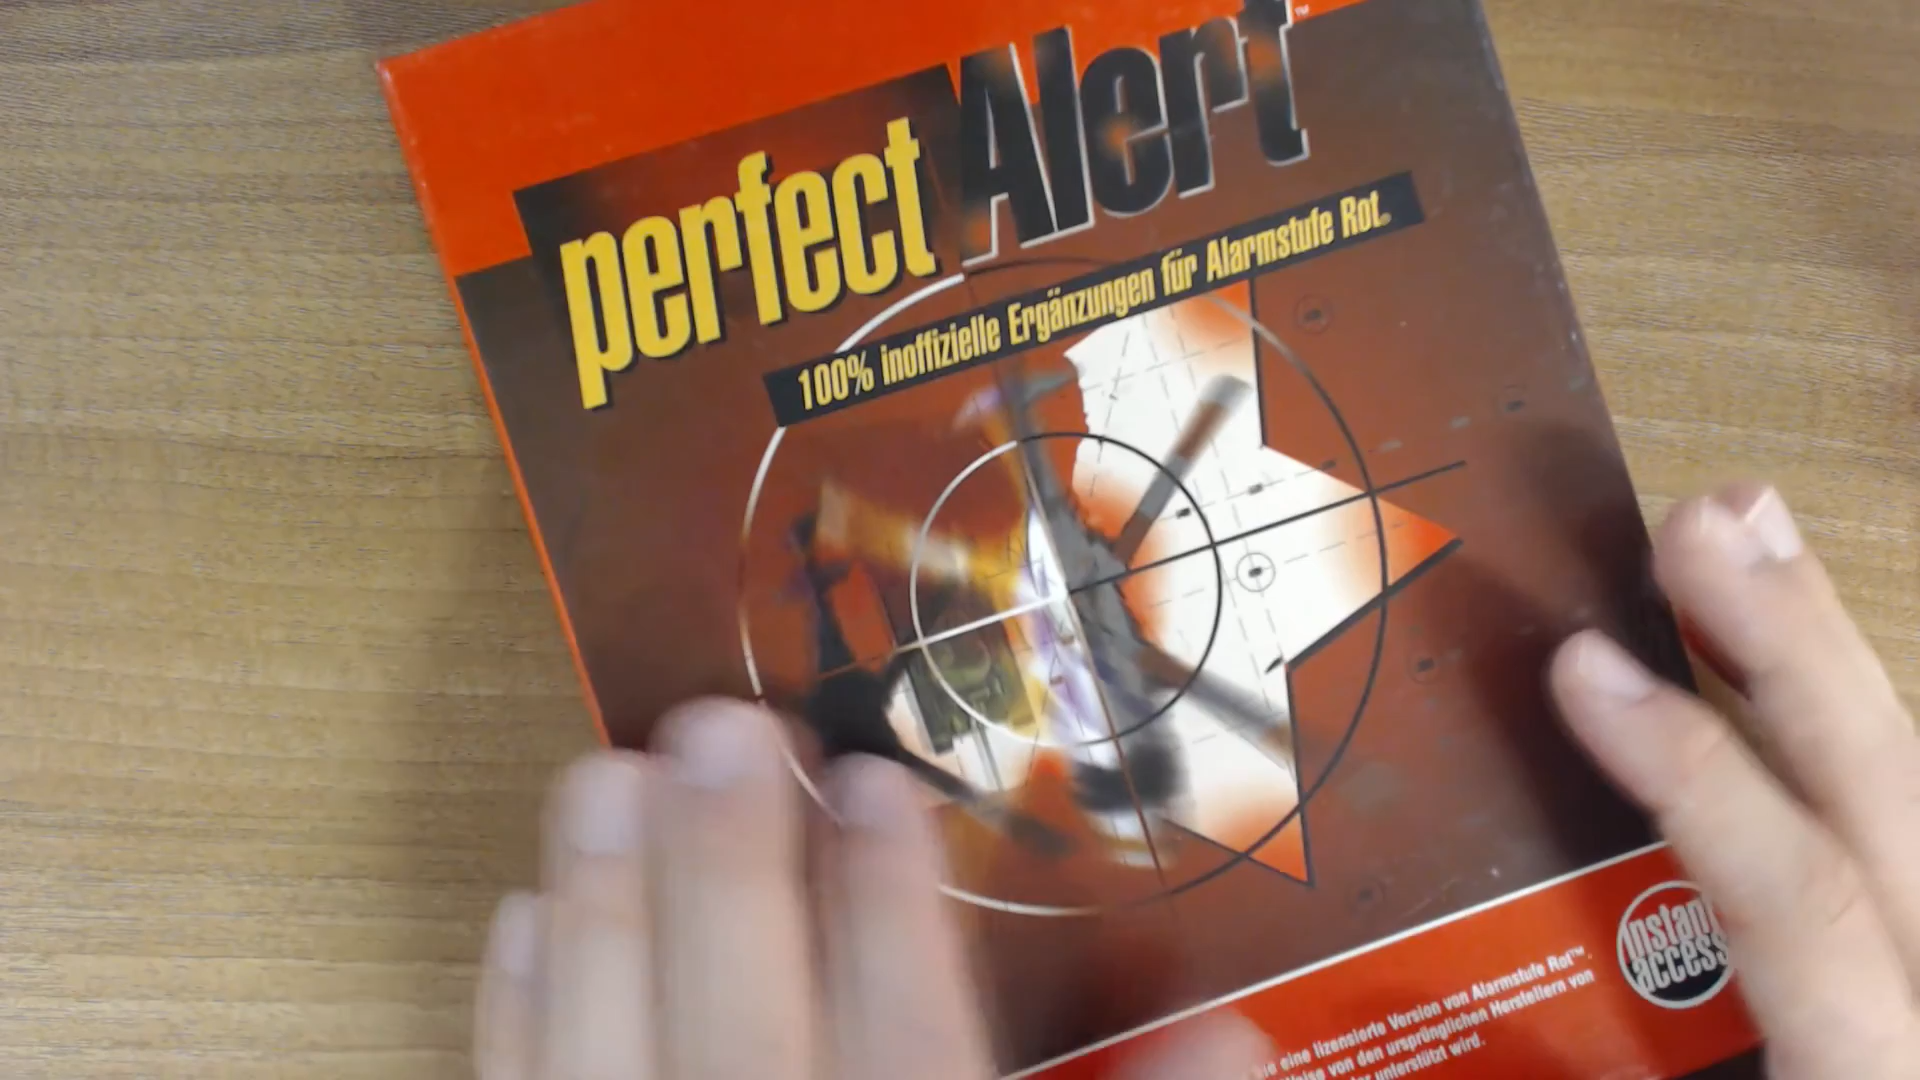 perfect Alert™
100% inoffizielle Ergänzungen für Alarmstufe Rot®
instant
access
eine lizensierte Version von Alarmstufe Rot™.
von den ursprünglichen Herstellern von
unterstützt wird.